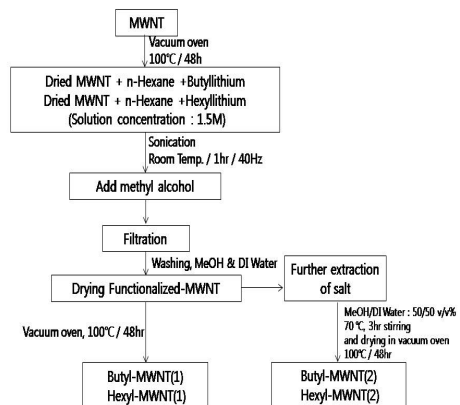 MWNT
Vacuum oven
100℃ / 48h
Dried MWNT + n-Hexane +Butyllithium
Dried MWNT + n-Hexane +Hexyllithium
(Solution concentration : 1.5M)
Sonication
Room Temp. / 1hr / 40Hz
Add methyl alcohol
Filtration
Washing, MeOH & DI Water
Drying Functionalized-MWNT
Further extraction
of salt
Vacuum oven, 100℃ / 48hr
MeOH/DI Water : 50/50 v/v%
70 ℃, 3hr stirring
and drying in vacuum oven
100℃ / 48hr
Butyl-MWNT(1)
Hexyl-MWNT(1)
Butyl-MWNT(2)
Hexyl-MWNT(2)